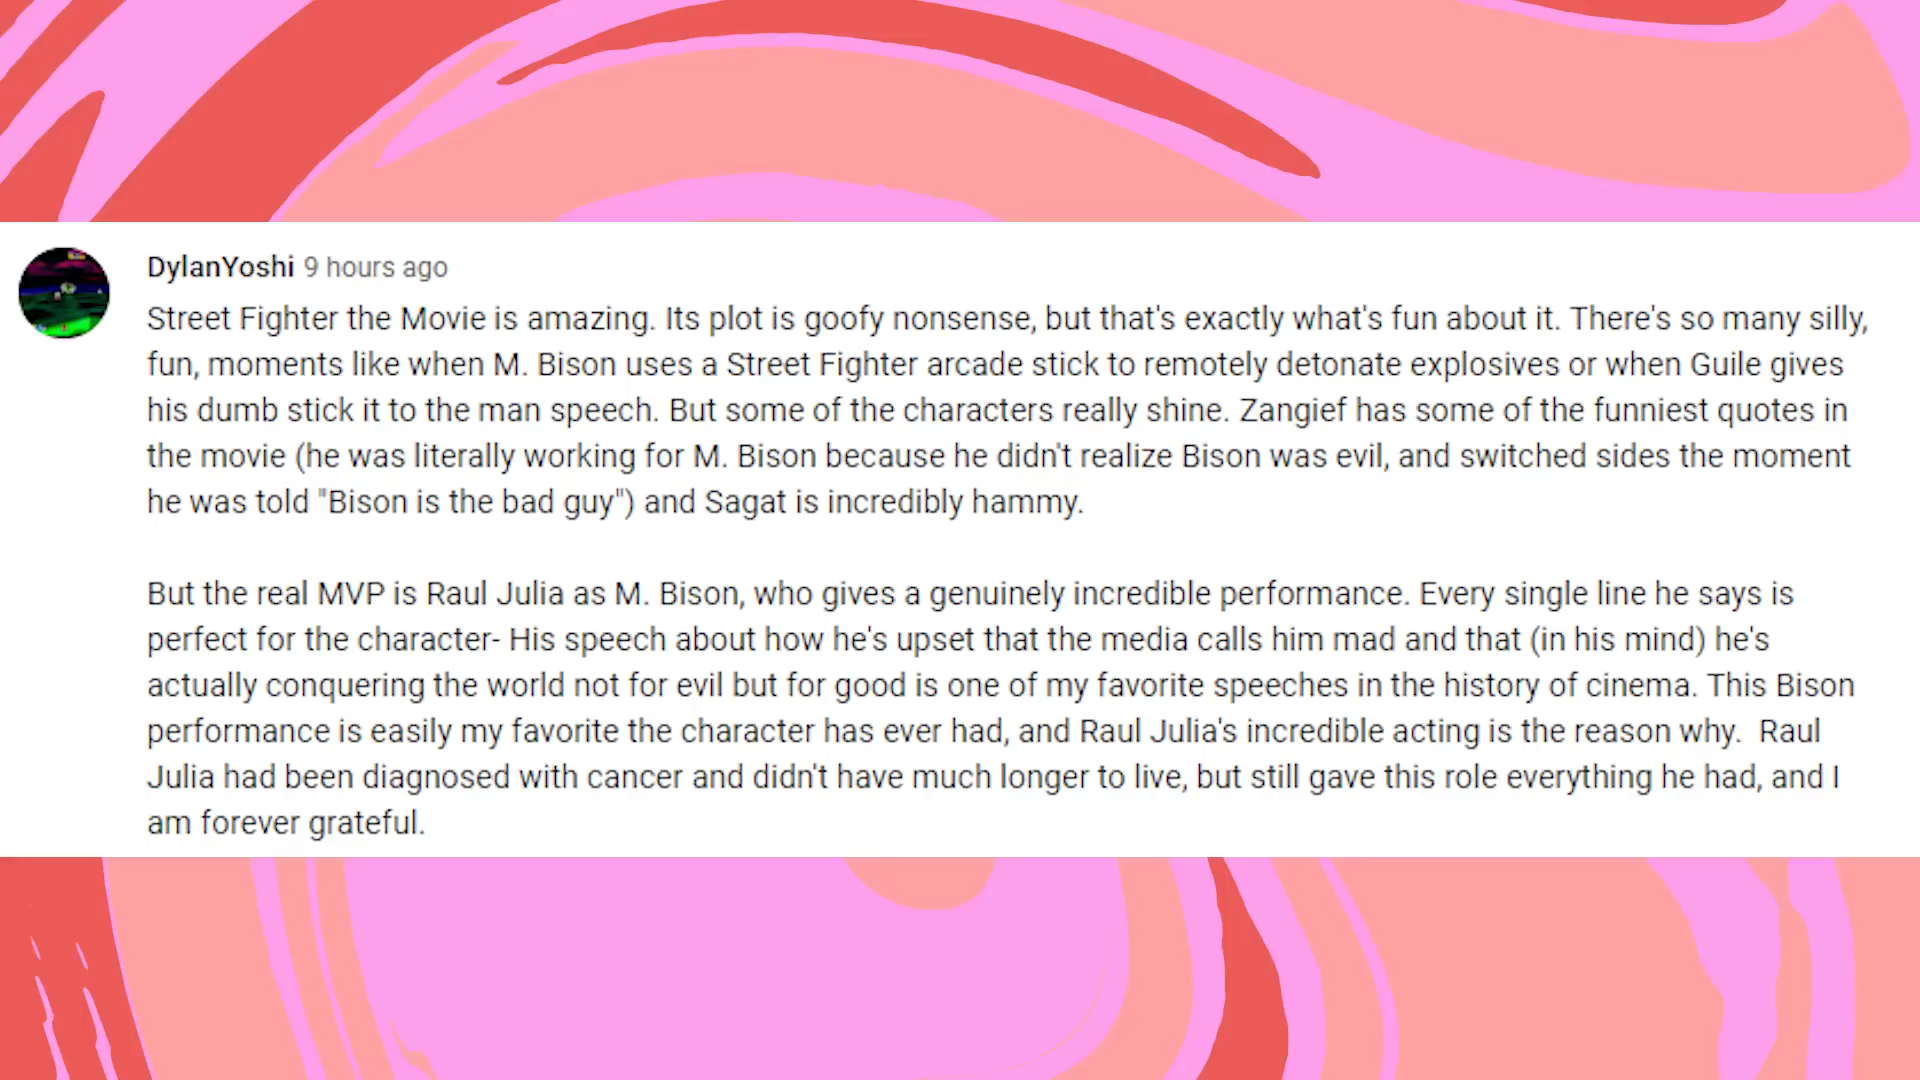 DylanYoshi 9 hours ago
Street Fighter the Movie is amazing. Its plot is goofy nonsense, but that's exactly what's fun about it. There's so many silly,
fun, moments like when M. Bison uses a Street Fighter arcade stick to remotely detonate explosives or when Guile gives
his dumb stick it to the man speech. But some of the characters really shine. Zangief has some of the funniest quotes in
the movie (he was literally working for M. Bison because he didn't realize Bison was evil, and switched sides the moment
he was told "Bison is the bad guy") and Sagat is incredibly hammy.
But the real MVP is Raul Julia as M. Bison, who gives a genuinely incredible performance. Every single line he says is
perfect for the character- His speech about how he's upset that the media calls him mad and that (in his mind) he's
actually conquering the world not for evil but for good is one of my favorite speeches in the history of cinema. This Bison
performance is easily my favorite the character has ever had, and Raul Julia's incredible acting is the reason why.  Raul
Julia had been diagnosed with cancer and didn't have much longer to live, but still gave this role everything he had, and I
am forever grateful.